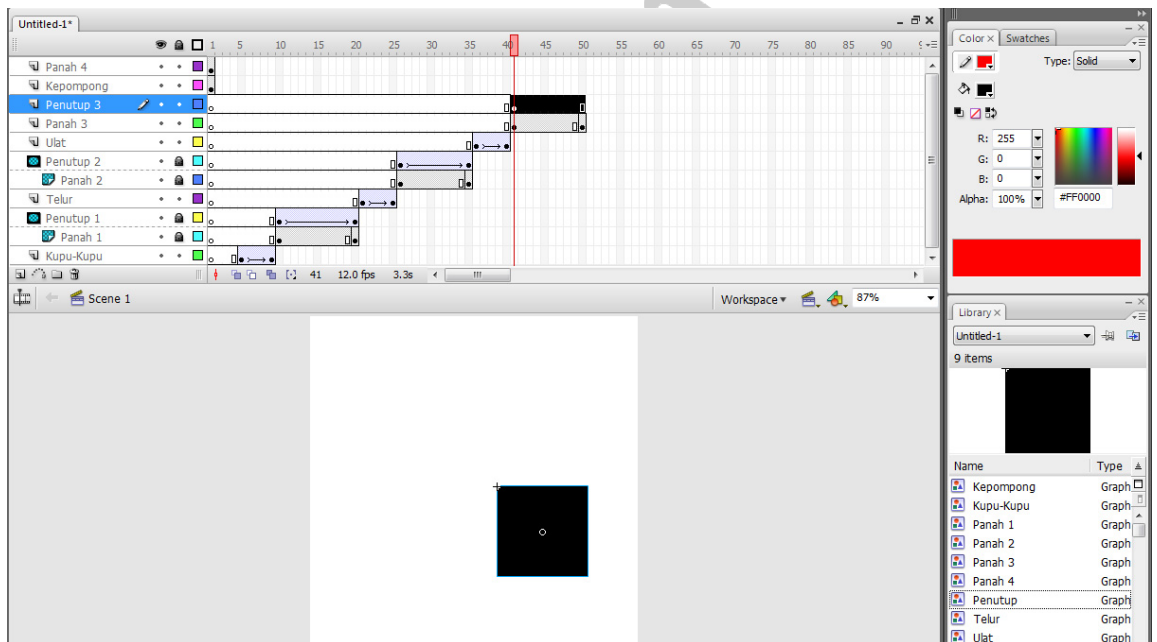 Untitled-1*
1 5 10 15 20 25 30 35 40 45 50 55 60 65 70 75 80 85 90
Panah 4
Kepompong
Penutup 3
Panah 3
Ulat
Penutup 2
Panah 2
Telur
Penutup 1
Panah 1
Kupu-Kupu
41 12.0 fps 3.3s
Scene 1 Workspace 87%
Color × Swatches
Type: Solid
R: 255
G: 0
B: 0
Alpha: 100% #FF0000
Library ×
Untitled-1
9 items
Name Type
Kepompong Graph
Kupu-Kupu Graph
Panah 1 Graph
Panah 2 Graph
Panah 3 Graph
Panah 4 Graph
Penutup Graph
Telur Graph
Ulat Graph